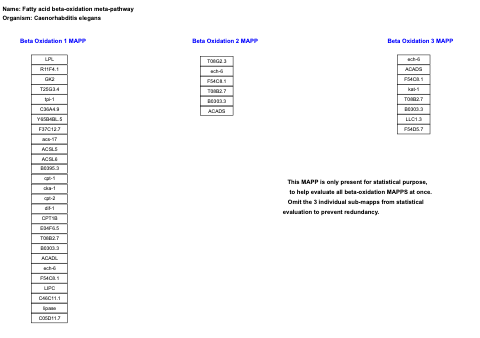 Name: Fatty acid beta-oxidation meta-pathway
Organism: Caenorhabditis elegans
Beta Oxidation 1 MAPP
LPL
R11F4.1
GK2
T25G3.4
tpi-1
C36A4.9
Y65B4BL.5
F37C12.7
acs-17
ACSL5
ACSL6
B0395.3
cpt-1
cka-1
cpt-2
dif-1
CPT1B
E04F6.5
T08B2.7
B0303.3
ACADL
ech-6
F54C8.1
LIPC
C46C11.1
lipase
C05D11.7
Beta Oxidation 2 MAPP
T08G2.3
ech-6
F54C8.1
T08B2.7
B0303.3
ACADS
Beta Oxidation 3 MAPP
ech-6
ACADS
F54C8.1
kat-1
T08B2.7
B0303.3
LLC1.3
F54D5.7
This MAPP is only present for statistical purpose,
to help evaluate all beta-oxidation MAPPS at once.
Omit the 3 individual sub-mapps from statistical
evaluation to prevent redundancy.